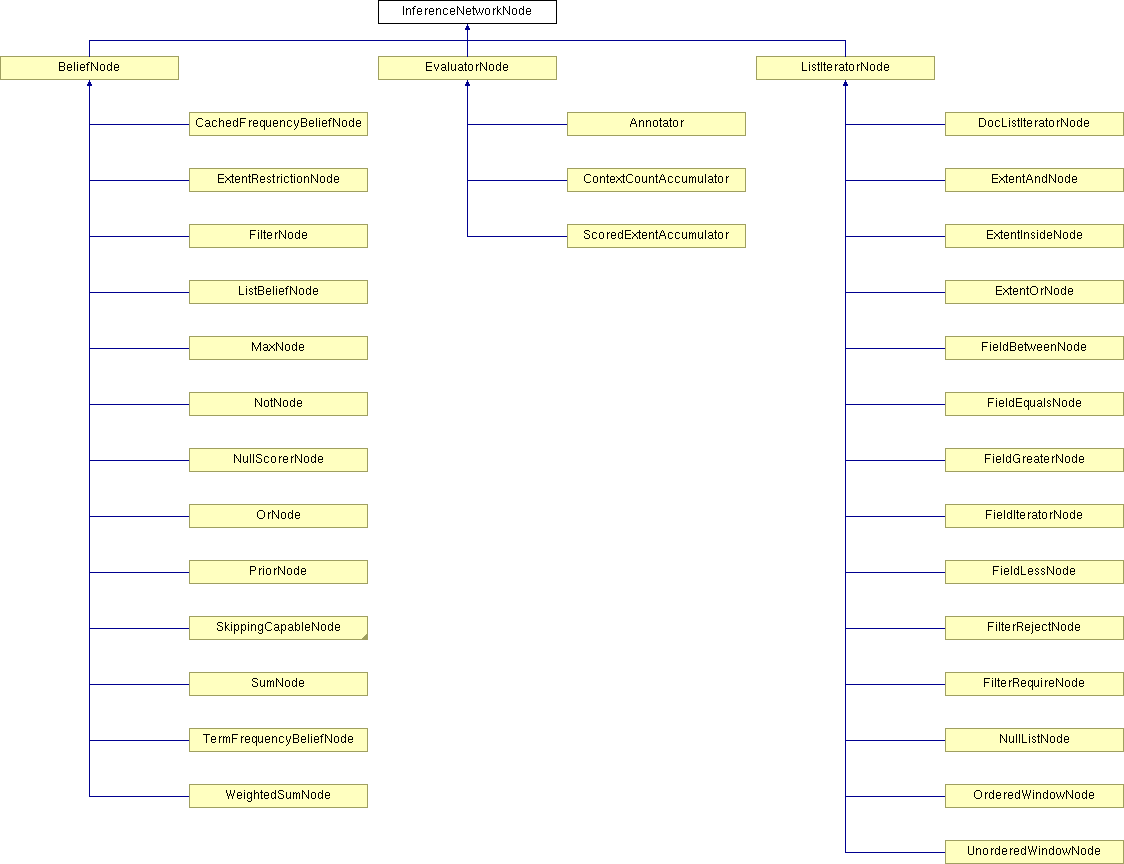 InferenceNetworkNode
BeliefNode
EvaluatorNode
ListIteratorNode
CachedFrequencyBeliefNode
Annotator
DocListIteratorNode
ExtentRestrictionNode
ContextCountAccumulator
ExtentAndNode
FilterNode
ScoredExtentAccumulator
ExtentInsideNode
ListBeliefNode
ExtentOrNode
MaxNode
FieldBetweenNode
NotNode
FieldEqualsNode
NullScorerNode
FieldGreaterNode
OrNode
FieldIteratorNode
PriorNode
FieldLessNode
SkippingCapableNode
FilterRejectNode
SumNode
FilterRequireNode
TermFrequencyBeliefNode
NullListNode
WeightedSumNode
OrderedWindowNode
UnorderedWindowNode